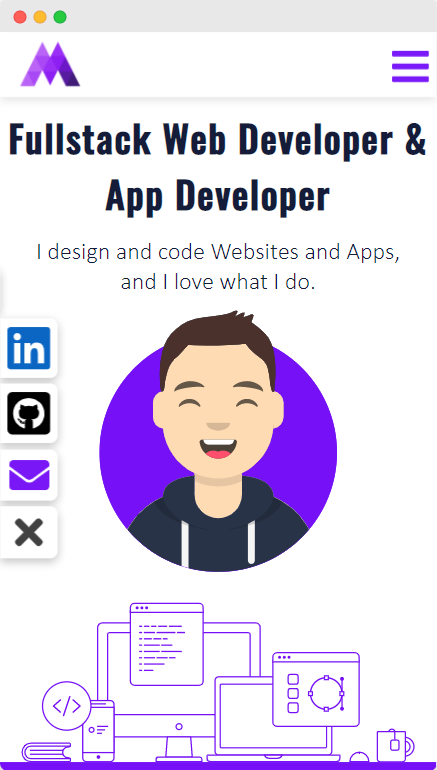 Fullstack Web Developer &
App Developer
I design and code Websites and Apps,
and I love what I do.
in
</>